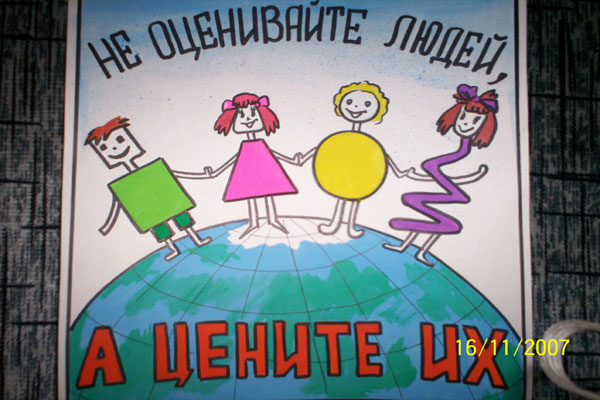 НЕ ОЦЕНИВАЙТЕ ЛЮДЕЙ,
А ЦЕНИТЕ ИХ
16/11/2007